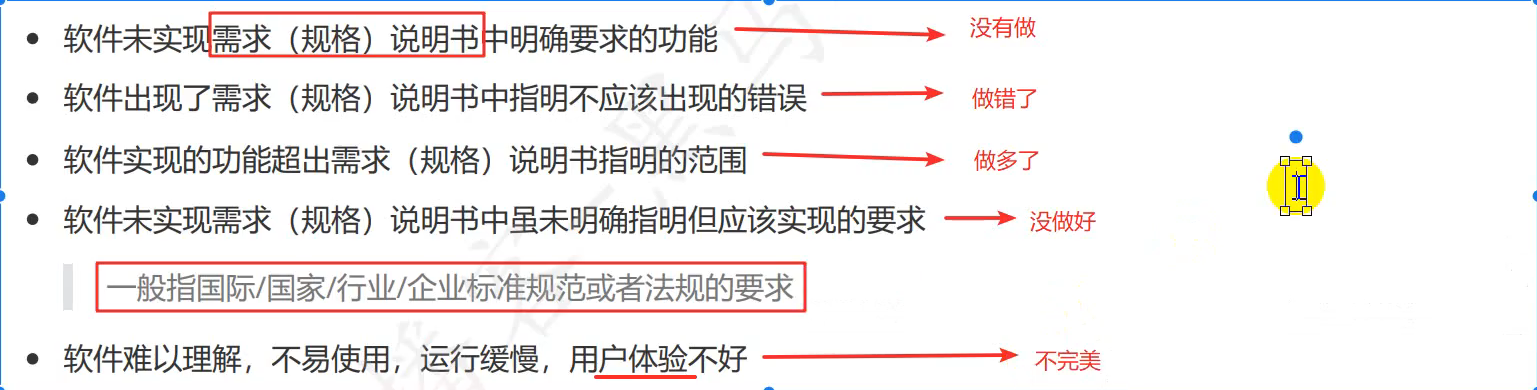 软件未实现需求（规格）说明书中明确要求的功能 没有做
软件出现了需求（规格）说明书中指明不应该出现的错误 做错了
软件实现的功能超出需求（规格）说明书指明的范围 做多了
软件未实现需求（规格）说明书中虽未明确指明但应该实现的要求 没做好
一般指国际/国家/行业/企业标准规范或者法规的要求
软件难以理解，不易使用，运行缓慢，用户体验不好 不完美